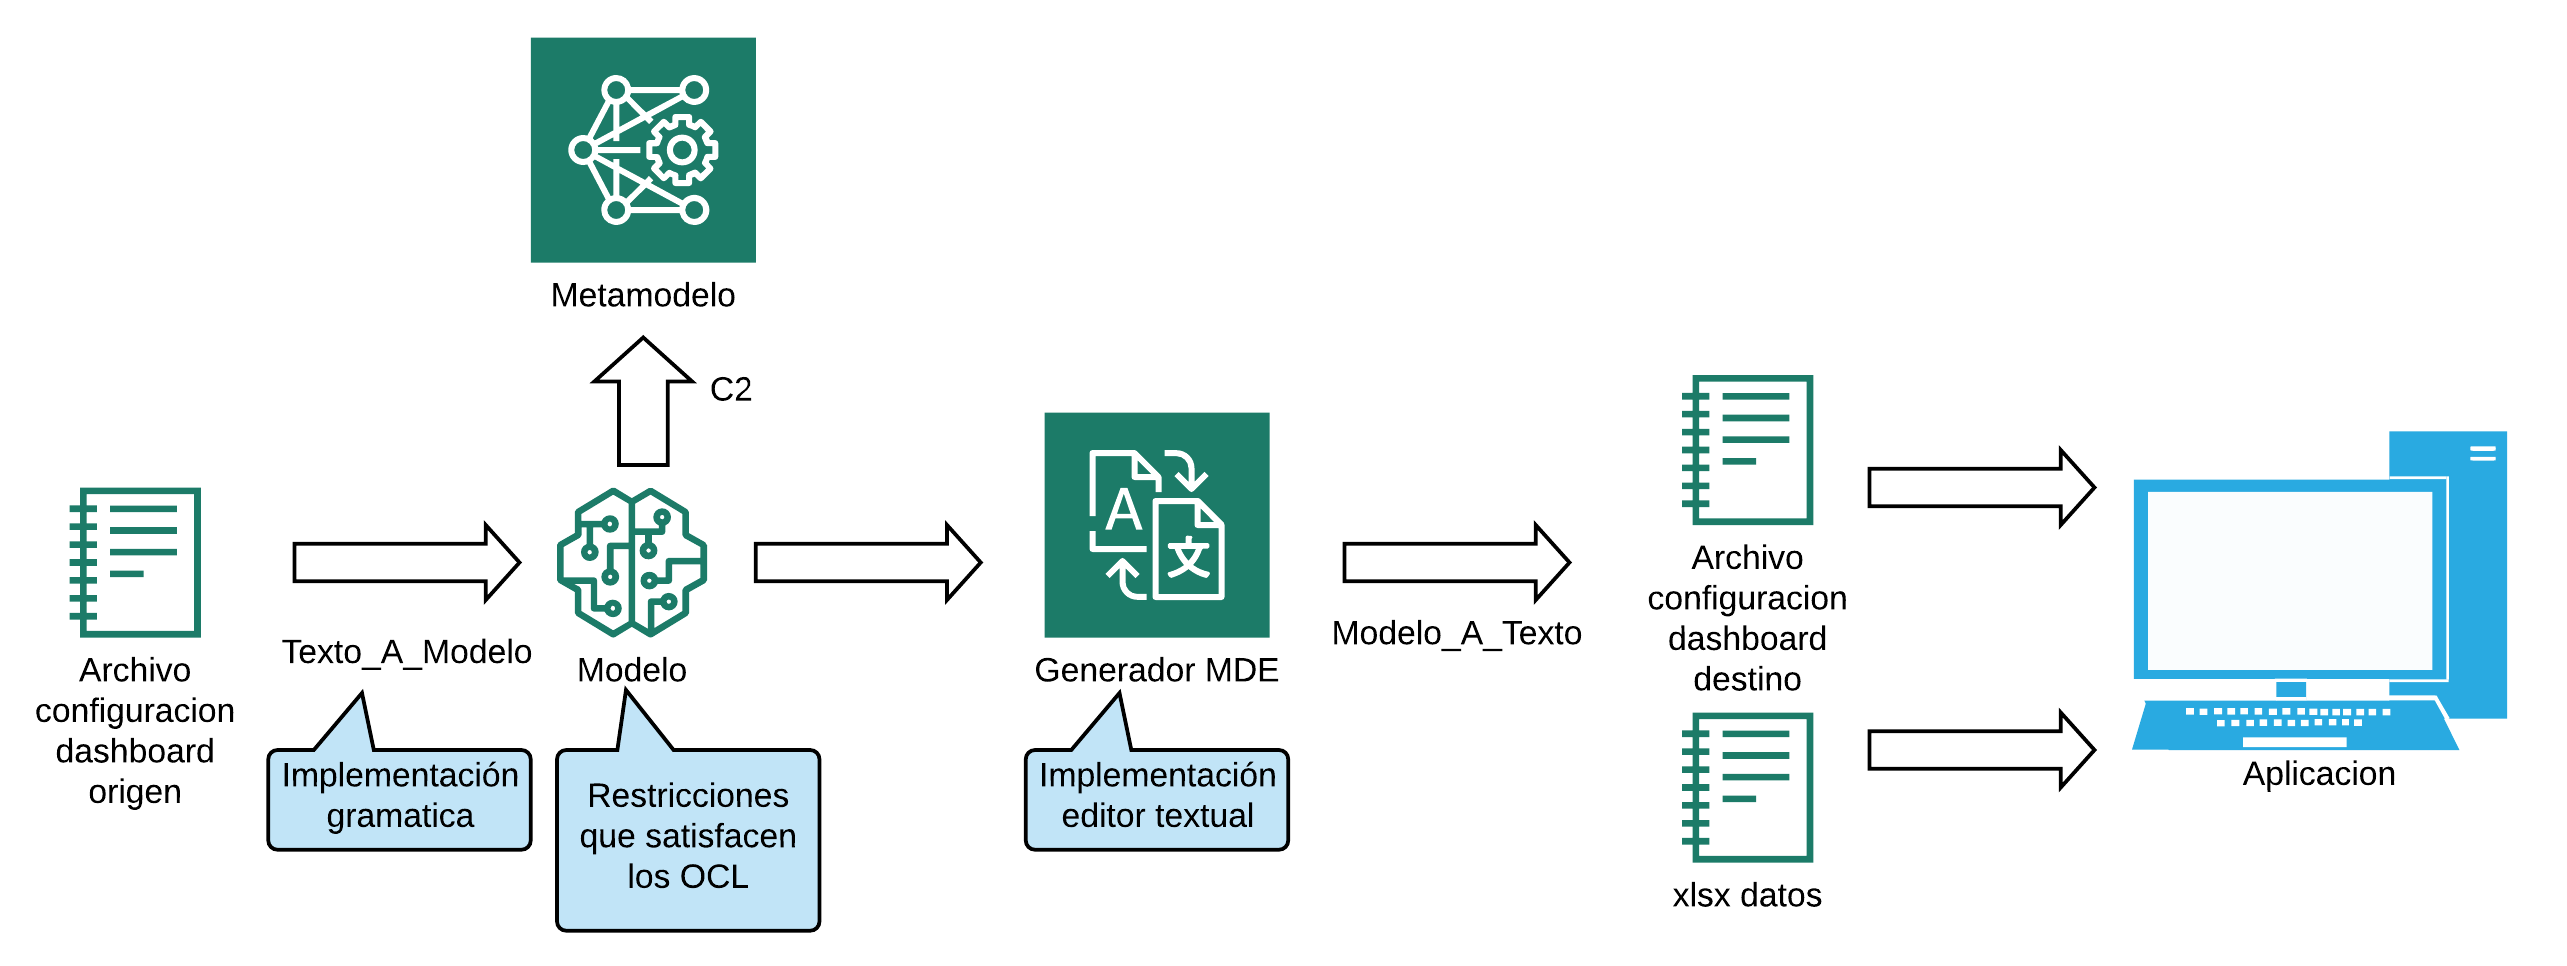 Metamodelo
C2
Archivo
configuracion
dashboard
origen
Texto_A_Modelo
Implementación
gramatica
Modelo
Restricciones
que satisfacen
los OCL
Generador MDE
Implementación
editor textual
Modelo_A_Texto
Archivo
configuracion
dashboard
destino
xlsx datos
Aplicacion